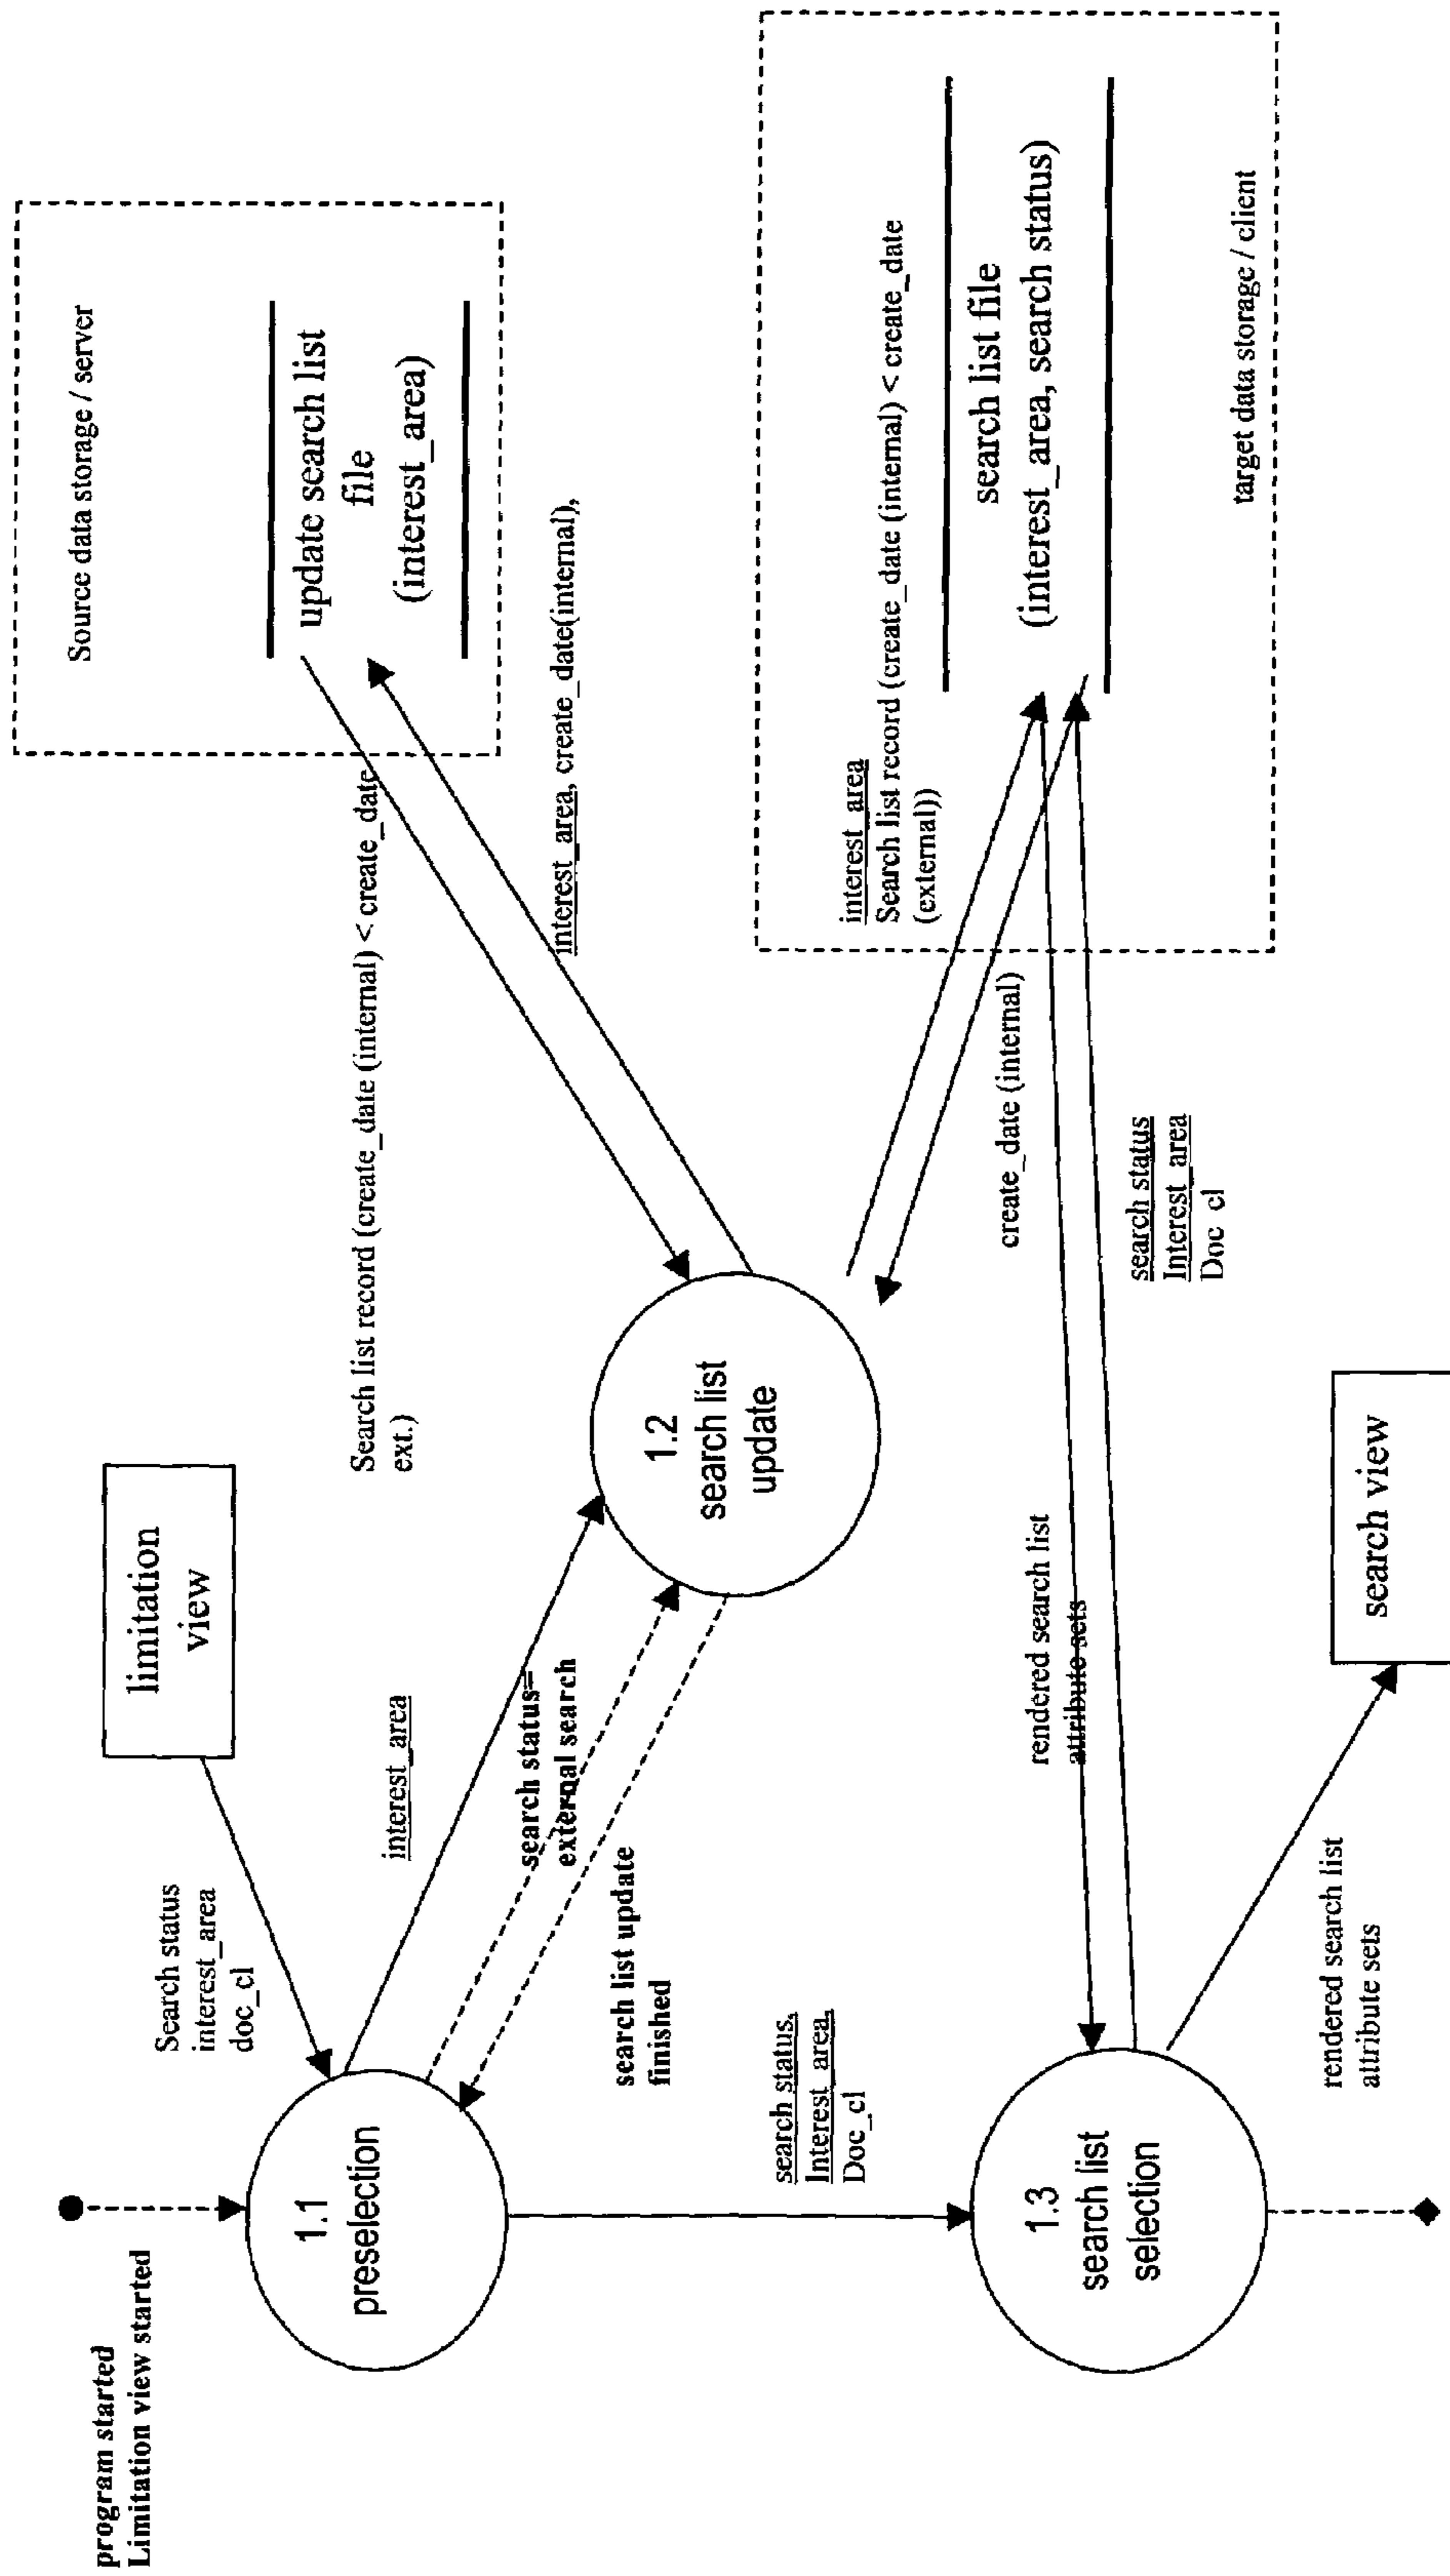 program started
Limitation view started
Search status
interest_area
doc_cl
limitation
view
Source data storage / server
update search list
file
(interest_area)
1.1
preselection
interest_area
search status=
external search
search list update
finished
Search list record (create_date (internal) < create_date
ext.)
interest_area, create_date(internal),
1.2
search list
update
interest_area
Search list record (create_date (internal) < create_date
(external))
search list file
(interest_area, search status)
target data storage / client
create_date (internal)
search status
Interest_area
Doc_cl
search status,
Interest_area,
Doc_cl
rendered search list
attribute sets
1.3
search list
selection
rendered search list
attribute sets
search view